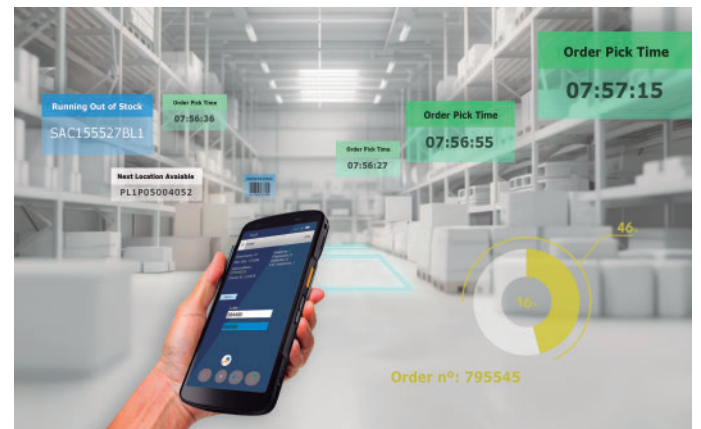 Order Pick Time
07:57:15
Running Out of Stock
SAC155527BL1
Order Pick Time
07:56:36
Order Pick Time
07:56:55
Order Pick Time
07:56:27
Next Location Avaiable
PL1P05004052
46%
16%
Order nº: 795545